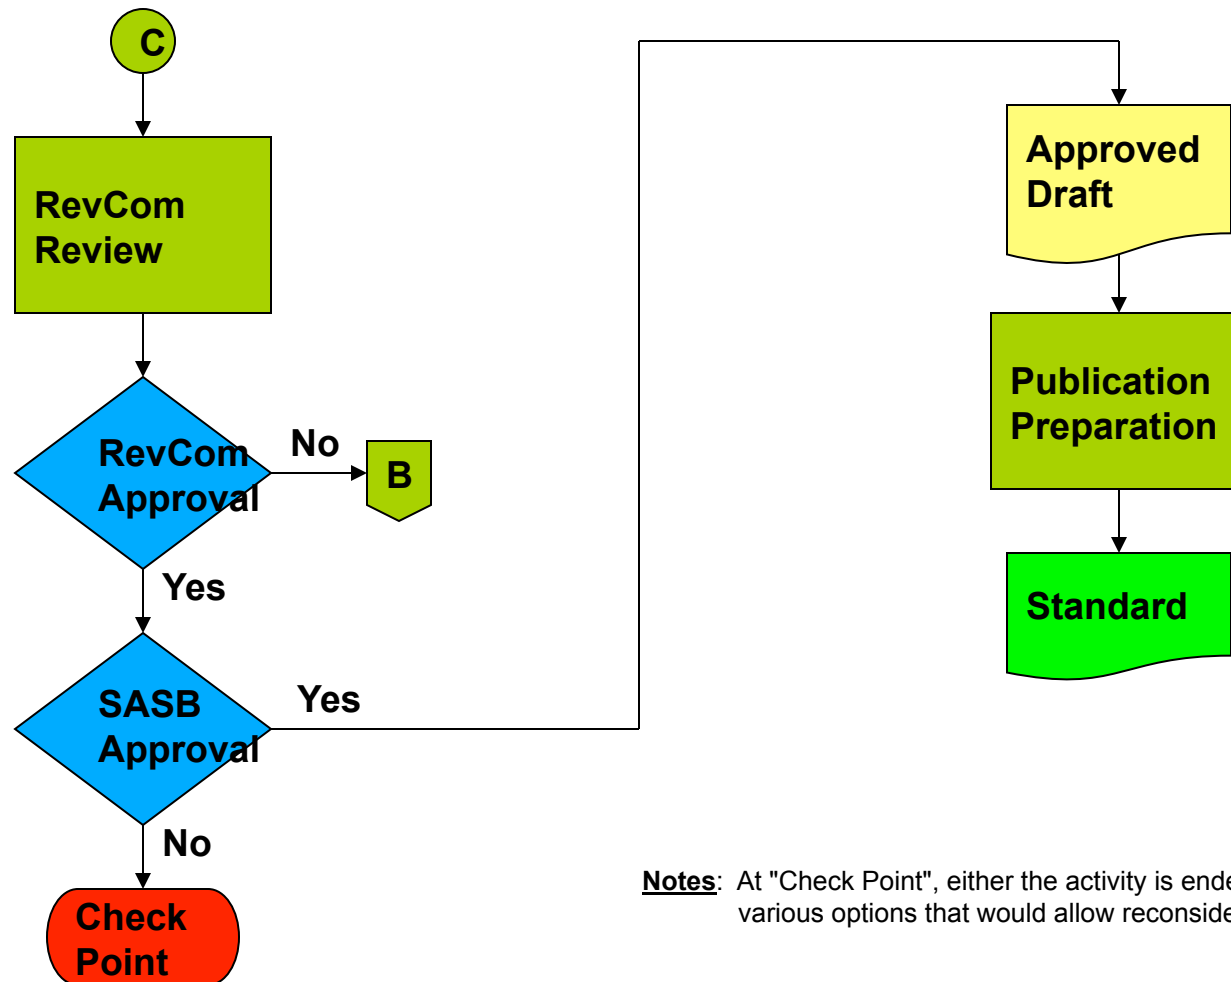 C
RevCom
Review
RevCom
Approval
No
B
Yes
SASB
Approval
Yes
No
Check
Point
Approved
Draft
Publication
Preparation
Standard
Notes: At "Check Point", either the activity is ende
various options that would allow reconside